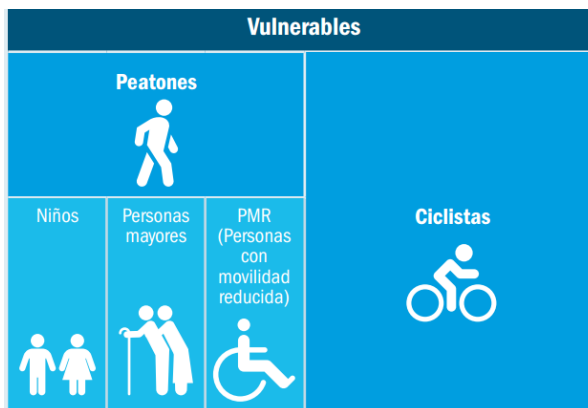 Vulnerables
Peatones
Niños
Personas
mayores
PMR
(Personas
con
movilidad
reducida)
Ciclistas